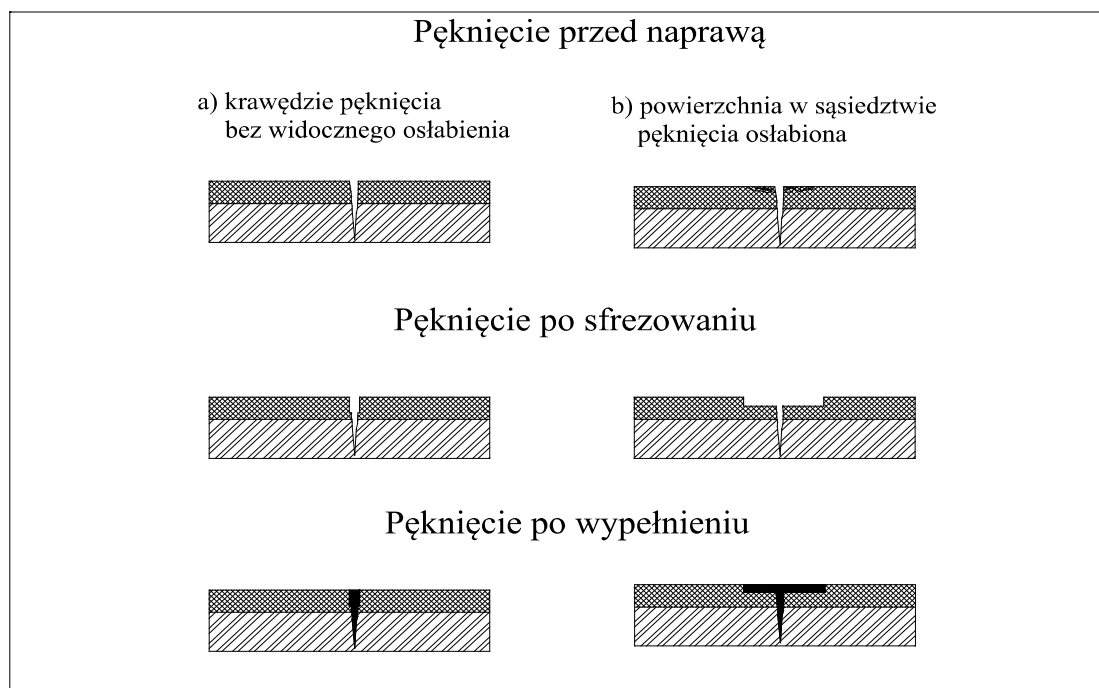 Pęknięcie przed naprawą
a) krawędzie pęknięcia
bez widocznego osłabienia
b) powierzchnia w sąsiedztwie
pęknięcia osłabiona
Pęknięcie po sfrezowaniu
Pęknięcie po wypełnieniu